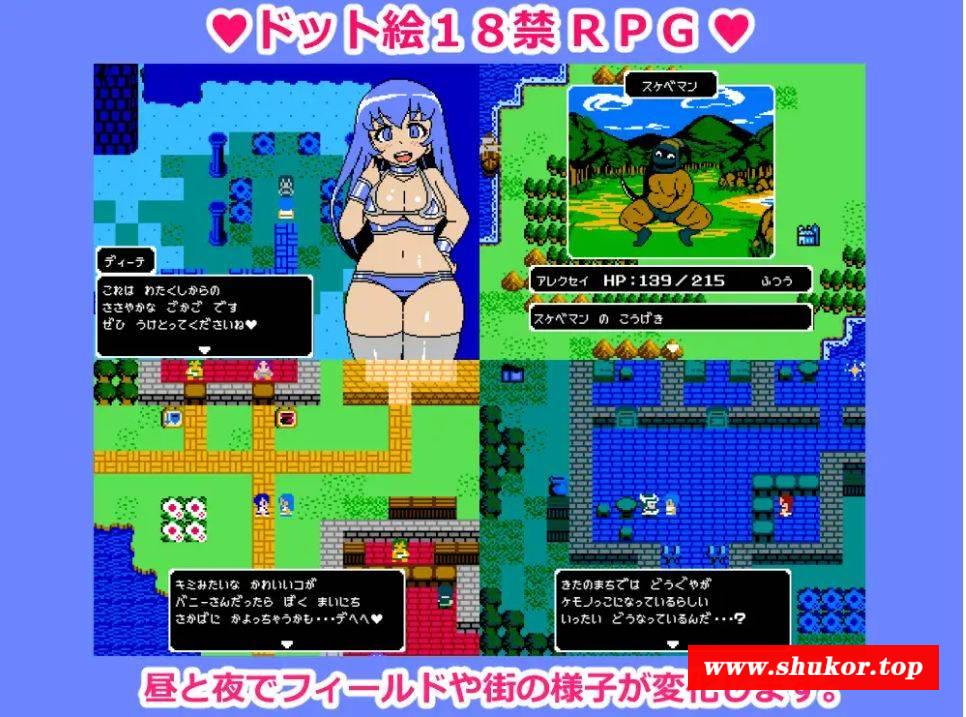 ♥ドット絵18禁RPG♥
スケベマン
ディーテ
これは わたくしからの
ささやかな ごかご です
ぜひ うけとってくださいね♥
アレクセイ HP:139/215 ふつう
スケベマン の こうげき
キミみたいな かわいいコが
バニーさんだったら ぼく まいにち
さかばに かよっちゃうかも・・・デヘヘ♥
きたのまちでは どうぐやが
ケモノっこになっているらしい
いったい どうなっているんだ・・・?
www.shukor.top
昼と夜でフィールドや街の様子が変化します。